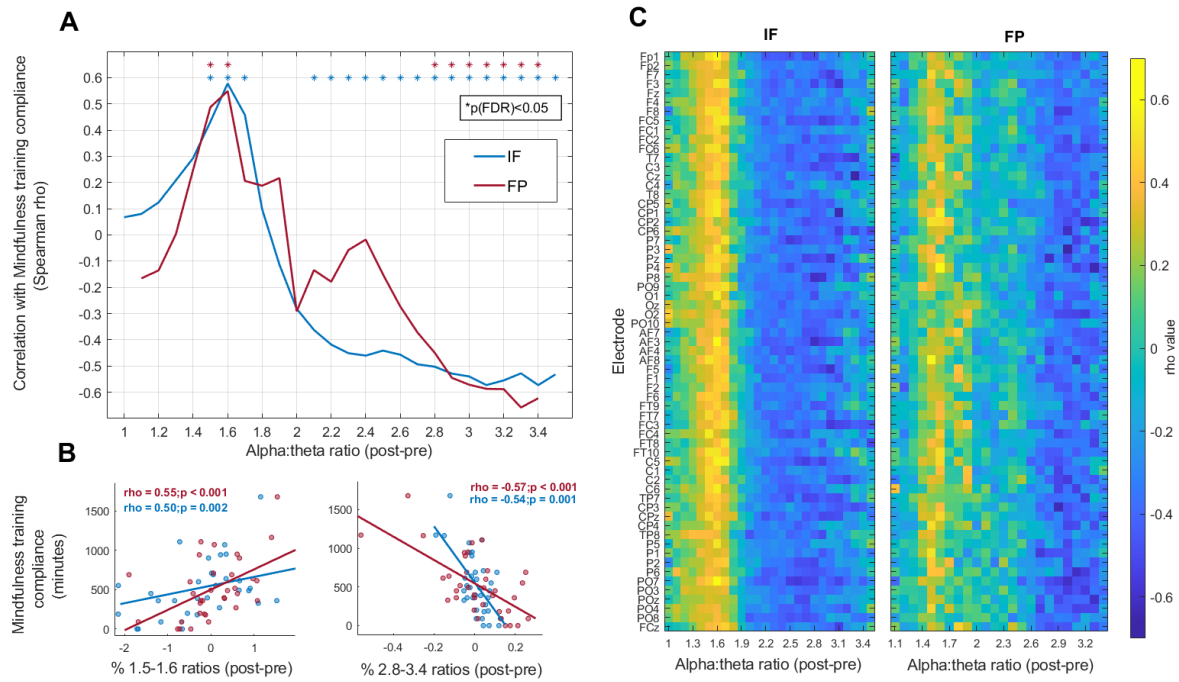 A
Correlation with Mindfulness training compliance
(Spearman rho)
0.6
0.5
0.4
0.3
0.2
0.1
0
-0.1
-0.2
-0.3
-0.4
-0.5
-0.6
*p(FDR)<0.05
IF
FP
1 1.2 1.4 1.6 1.8 2 2.2 2.4 2.6 2.8 3 3.2 3.4
Alpha:theta ratio (post-pre)
B
Mindfulness training
compliance
(minutes)
rho = 0.55;p < 0.001
rho = 0.50;p = 0.002
1500
1000
500
0
-2 -1 0 1
% 1.5-1.6 ratios (post-pre)
rho = -0.57;p < 0.001
rho = -0.54;p = 0.001
1500
1000
500
0
-0.4 -0.2 0 0.2
% 2.8-3.4 ratios (post-pre)
C
IF
FP
Electrode
Fp1
Fp2
F7
F3
Fz
F4
F8
FC5
FC1
FC2
FC6
T7
C3
Cz
C4
T8
CP5
CP1
CP2
CP6
P7
P3
Pz
P4
P8
PO9
O1
Oz
O2
PO10
AF7
AF3
AF4
AF8
F5
F1
F2
F6
FT9
FT7
FC3
FC4
FT8
FT10
C5
C1
C2
C6
TP7
CP3
CPz
CP4
TP8
P5
P1
P2
P6
PO7
PO3
POz
PO4
PO8
FCz
1 1.3 1.6 1.9 2.2 2.5 2.8 3.1 3.4
Alpha:theta ratio (post-pre)
1.1 1.4 1.7 2 2.3 2.6 2.9 3.2
Alpha:theta ratio (post-pre)
0.6
0.4
0.2
0
-0.2
-0.4
-0.6
rho value